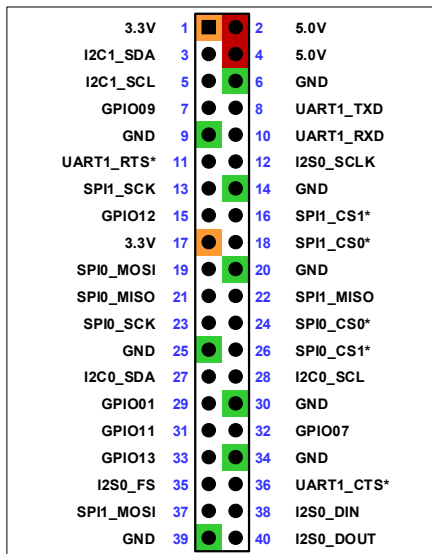 3.3V 1 2 5.0V
I2C1_SDA 3 4 5.0V
I2C1_SCL 5 6 GND
GPIO09 7 8 UART1_TXD
GND 9 10 UART1_RXD
UART1_RTS* 11 12 I2S0_SCLK
SPI1_SCK 13 14 GND
GPIO12 15 16 SPI1_CS1*
3.3V 17 18 SPI1_CS0*
SPI0_MOSI 19 20 GND
SPI0_MISO 21 22 SPI1_MISO
SPI0_SCK 23 24 SPI0_CS0*
GND 25 26 SPI0_CS1*
I2C0_SDA 27 28 I2C0_SCL
GPIO01 29 30 GND
GPIO11 31 32 GPIO07
GPIO13 33 34 GND
I2S0_FS 35 36 UART1_CTS*
SPI1_MOSI 37 38 I2S0_DIN
GND 39 40 I2S0_DOUT